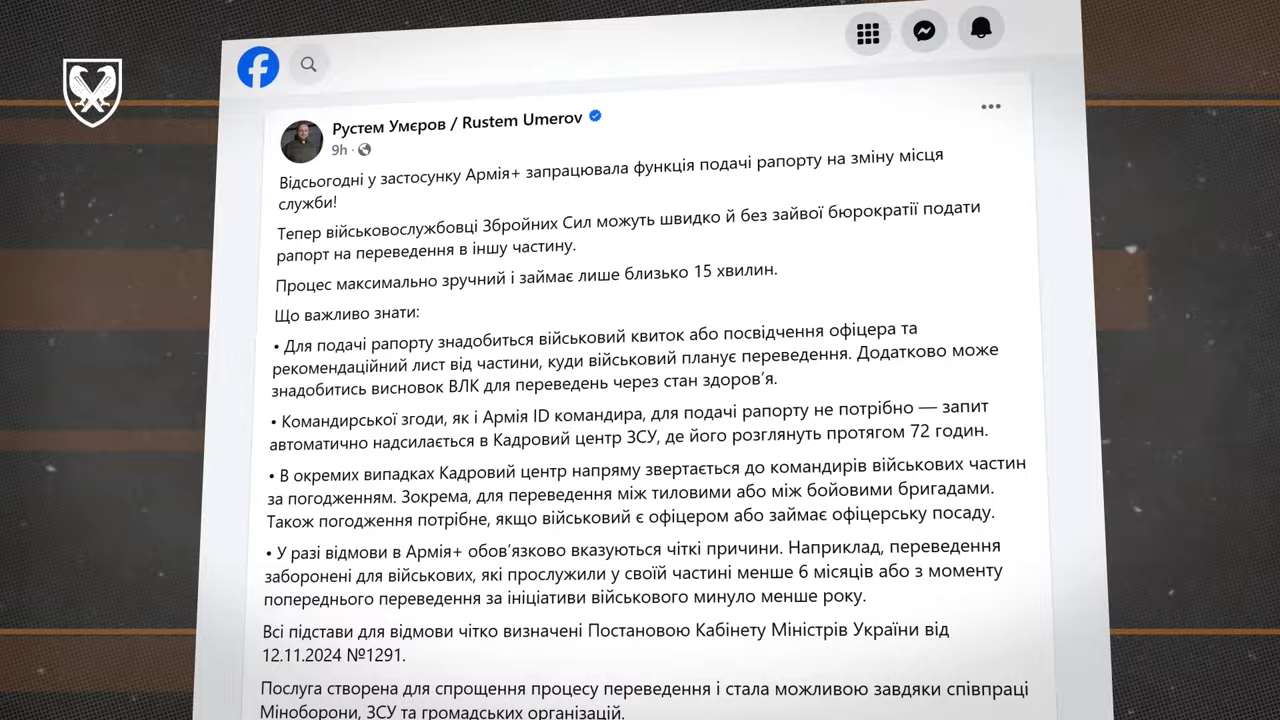 Рустем Умєров / Rustem Umerov
9h ·
Відсьогодні у застосунку Армія+ запрацювала функція подачі рапорту на зміну місця
служби!
Тепер військовослужбовці Збройних Сил можуть швидко й без зайвої бюрократії подати
рапорт на переведення в іншу частину.
Процес максимально зручний і займає лише близько 15 хвилин.
Що важливо знати:
• Для подачі рапорту знадобиться військовий квиток або посвідчення офіцера та
рекомендаційний лист від частини, куди військовий планує переведення. Додатково може
знадобитись висновок ВЛК для переведень через стан здоров’я.
• Командирської згоди, як і Армія ID командира, для подачі рапорту не потрібно — запит
автоматично надсилається в Кадровий центр ЗСУ, де його розглянуть протягом 72 годин.
• В окремих випадках Кадровий центр напряму звертається до командирів військових частин
за погодженням. Зокрема, для переведення між тиловими або між бойовими бригадами.
Також погодження потрібне, якщо військовий є офіцером або займає офіцерську посаду.
• У разі відмови в Армія+ обов’язково вказуються чіткі причини. Наприклад, переведення
заборонені для військових, які прослужили у своїй частині менше 6 місяців або з моменту
попереднього переведення за ініціативи військового минуло менше року.
Всі підстави для відмови чітко визначені Постановою Кабінету Міністрів України від
12.11.2024 №1291.
Послуга створена для спрощення процесу переведення і стала можливою завдяки співпраці
Міноборони, ЗСУ та громадських організацій.